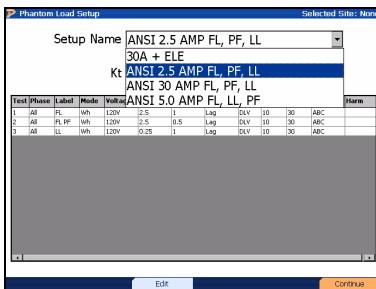 Phantom Load Setup Selected Site: None
Setup Name ANSI 2.5 AMP FL, PF, LL
30A + ELE
Kt ANSI 2.5 AMP FL, PF, LL
ANSI 30 AMP FL, PF, LL
ANSI 5.0 AMP FL, LL, PF
Test Phase Label Mode Voltag Harm
1 All FL Wh 120V 2.5 1 Lag DLV 10 30 ABC
2 All FL PF Wh 120V 2.5 0.5 Lag DLV 10 30 ABC
3 All LL Wh 120V 0.25 1 Lag DLV 10 30 ABC
Edit Continue